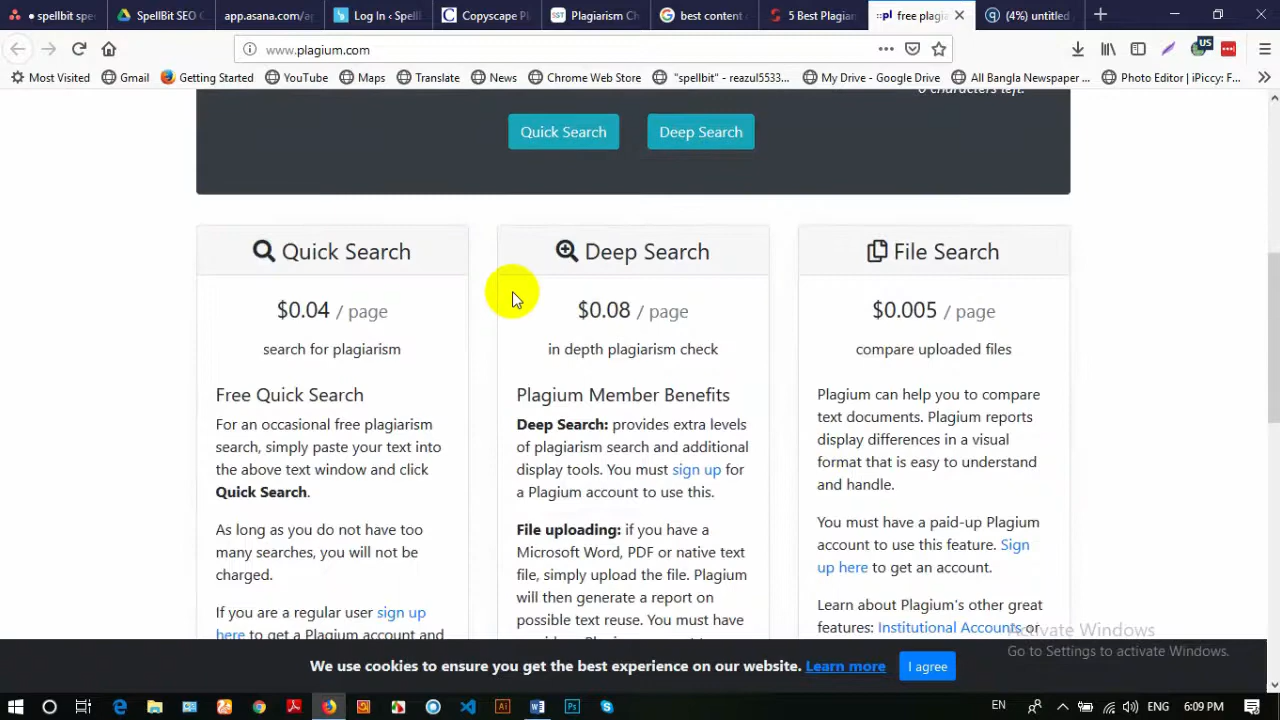 spellbit spec
SpellBit SEO C
app.asana.com/a
Log In ‹ Spell
Copyscape Pl
Plagiarism Ch
best content
5 Best Plagiar
free plagia
(4%) untitled
www.plagium.com
US
Most Visited
Gmail
Getting Started
YouTube
Maps
Translate
News
Chrome Web Store
"spellbit" - reazul5533...
My Drive - Google Drive
All Bangla Newspaper ...
Photo Editor | iPiccy: F...
0 characters left.
Quick Search
Deep Search
Quick Search
$0.04 / page
search for plagiarism
Free Quick Search
For an occasional free plagiarism
search, simply paste your text into
the above text window and click
Quick Search.
As long as you do not have too
many searches, you will not be
charged.
If you are a regular user sign up
here to get a Plagium account and
Deep Search
$0.08 / page
in depth plagiarism check
Plagium Member Benefits
Deep Search: provides extra levels
of plagiarism search and additional
display tools. You must sign up for
a Plagium account to use this.
File uploading: if you have a
Microsoft Word, PDF or native text
file, simply upload the file. Plagium
will then generate a report on
possible text reuse. You must have
File Search
$0.005 / page
compare uploaded files
Plagium can help you to compare
text documents. Plagium reports
display differences in a visual
format that is easy to understand
and handle.
You must have a paid-up Plagium
account to use this feature. Sign
up here to get an account.
Learn about Plagium's other great
features: Institutional Accounts or
Activate Windows
Go to Settings to activate Windows.
We use cookies to ensure you get the best experience on our website. Learn more
I agree
EN
ENG
6:09 PM